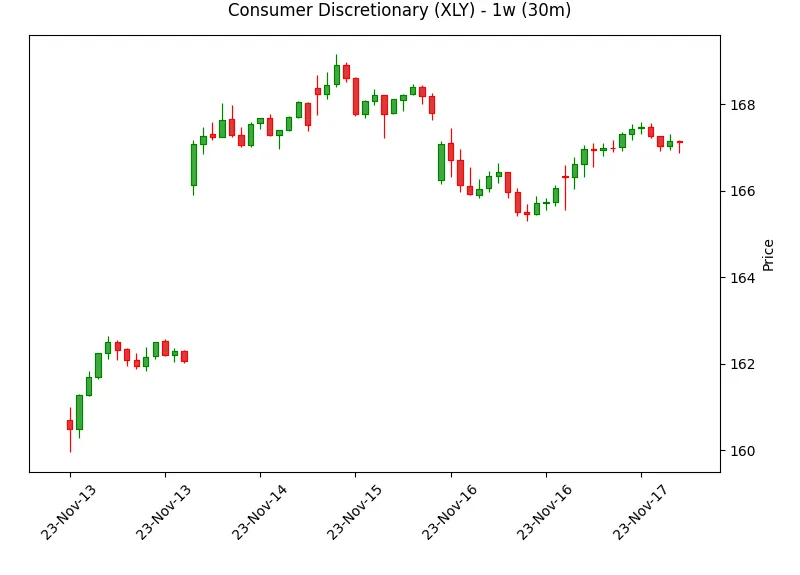 Consumer Discretionary (XLY) - 1w (30m)
168
166
164
162
160
Price
23-Nov-13
23-Nov-13
23-Nov-14
23-Nov-15
23-Nov-16
23-Nov-16
23-Nov-17